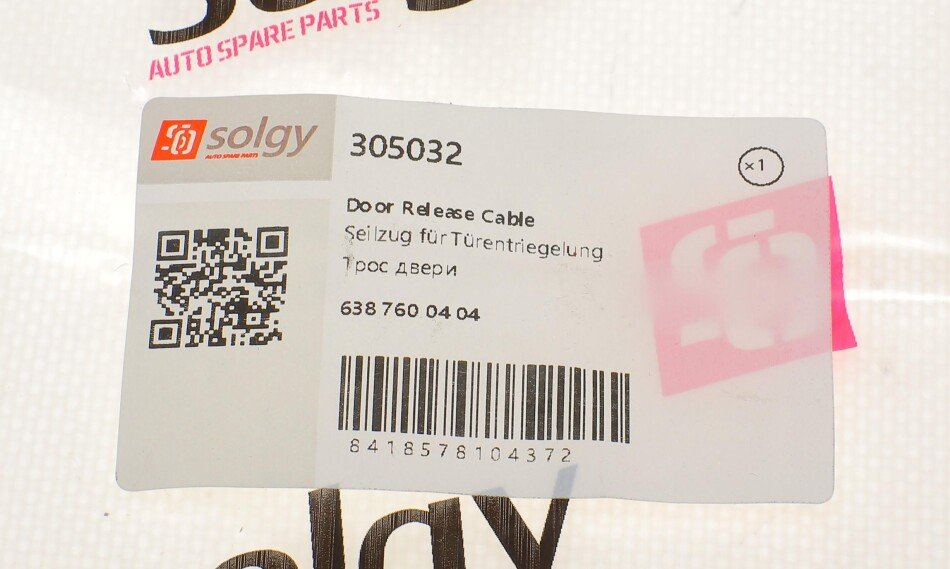 AUTO SPARE PARTS
solgy
AUTO SPARE PARTS
305032
x1
Door Release Cable
Seilzug für Türentriegelung
Трос двери
638 760 04 04
8418578104372